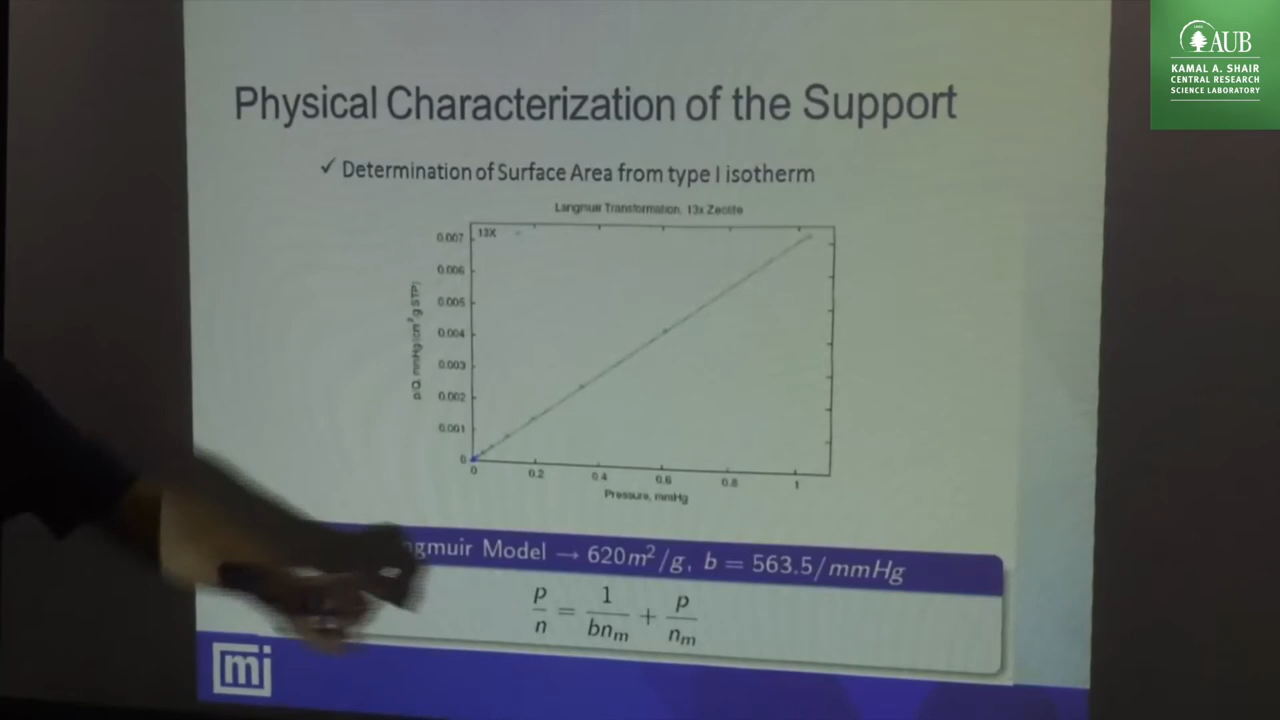 AUB
KAMAL A. SHAIR
CENTRAL RESEARCH
SCIENCE LABORATORY
Physical Characterization of the Support
✓ Determination of Surface Area from type I isotherm
Langmuir Transformation, 13x Zeolite
13X
0.007
0.006
0.005
0.004
0.003
0.002
0.001
0
0 0.2 0.4 0.6 0.8 1
Pressure, mmHg
ngmuir Model → 620m²/g, b = 563.5/mmHg
p/n = 1/bnₘ + p/nₘ
mi